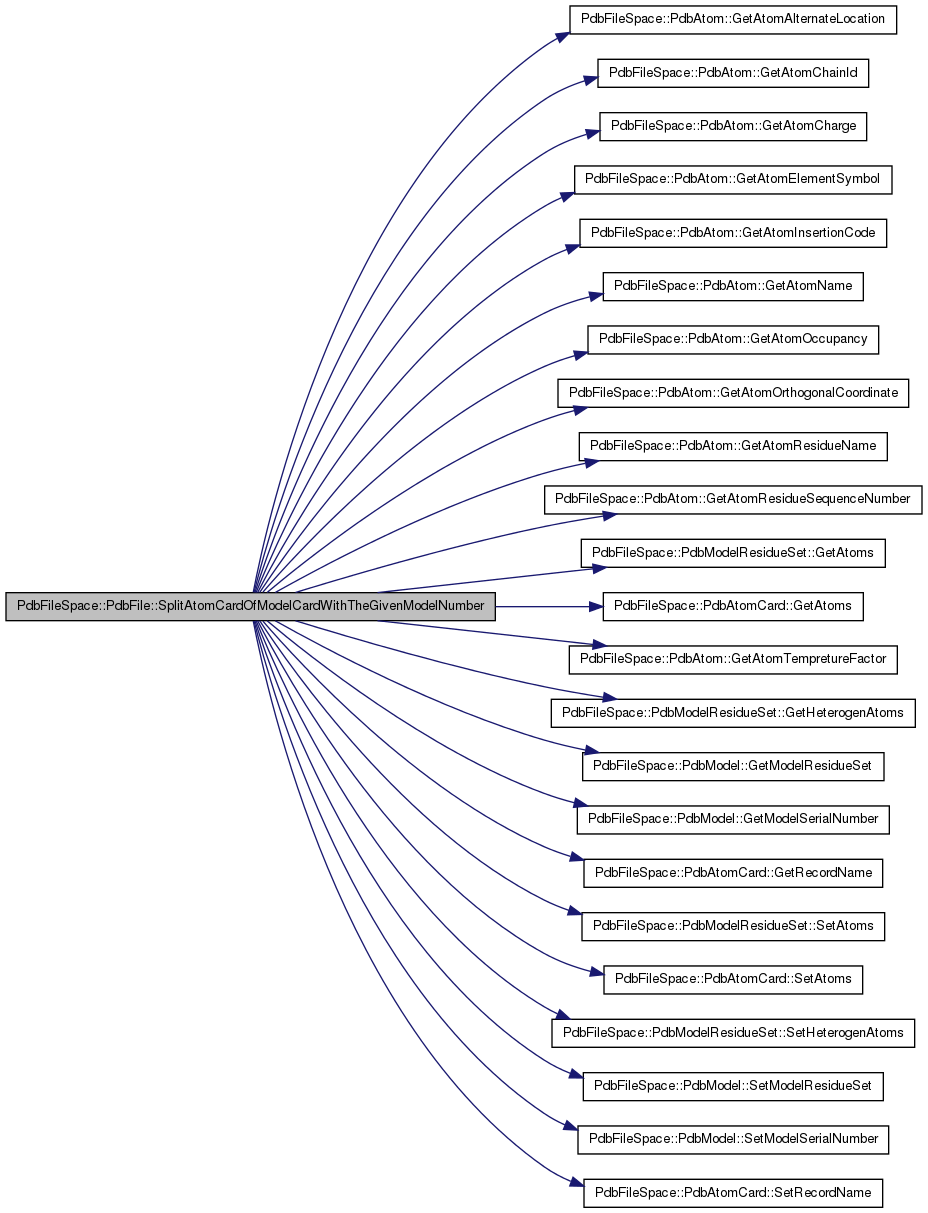 PdbFileSpace::PdbAtom::GetAtomAlternateLocation
PdbFileSpace::PdbAtom::GetAtomChainId
PdbFileSpace::PdbAtom::GetAtomCharge
PdbFileSpace::PdbAtom::GetAtomElementSymbol
PdbFileSpace::PdbAtom::GetAtomInsertionCode
PdbFileSpace::PdbAtom::GetAtomName
PdbFileSpace::PdbAtom::GetAtomOccupancy
PdbFileSpace::PdbAtom::GetAtomOrthogonalCoordinate
PdbFileSpace::PdbAtom::GetAtomResidueName
PdbFileSpace::PdbAtom::GetAtomResidueSequenceNumber
PdbFileSpace::PdbModelResidueSet::GetAtoms
PdbFileSpace::PdbFile::SplitAtomCardOfModelCardWithTheGivenModelNumber
PdbFileSpace::PdbAtomCard::GetAtoms
PdbFileSpace::PdbAtom::GetAtomTempretureFactor
PdbFileSpace::PdbModelResidueSet::GetHeterogenAtoms
PdbFileSpace::PdbModel::GetModelResidueSet
PdbFileSpace::PdbModel::GetModelSerialNumber
PdbFileSpace::PdbAtomCard::GetRecordName
PdbFileSpace::PdbModelResidueSet::SetAtoms
PdbFileSpace::PdbAtomCard::SetAtoms
PdbFileSpace::PdbModelResidueSet::SetHeterogenAtoms
PdbFileSpace::PdbModel::SetModelResidueSet
PdbFileSpace::PdbModel::SetModelSerialNumber
PdbFileSpace::PdbAtomCard::SetRecordName